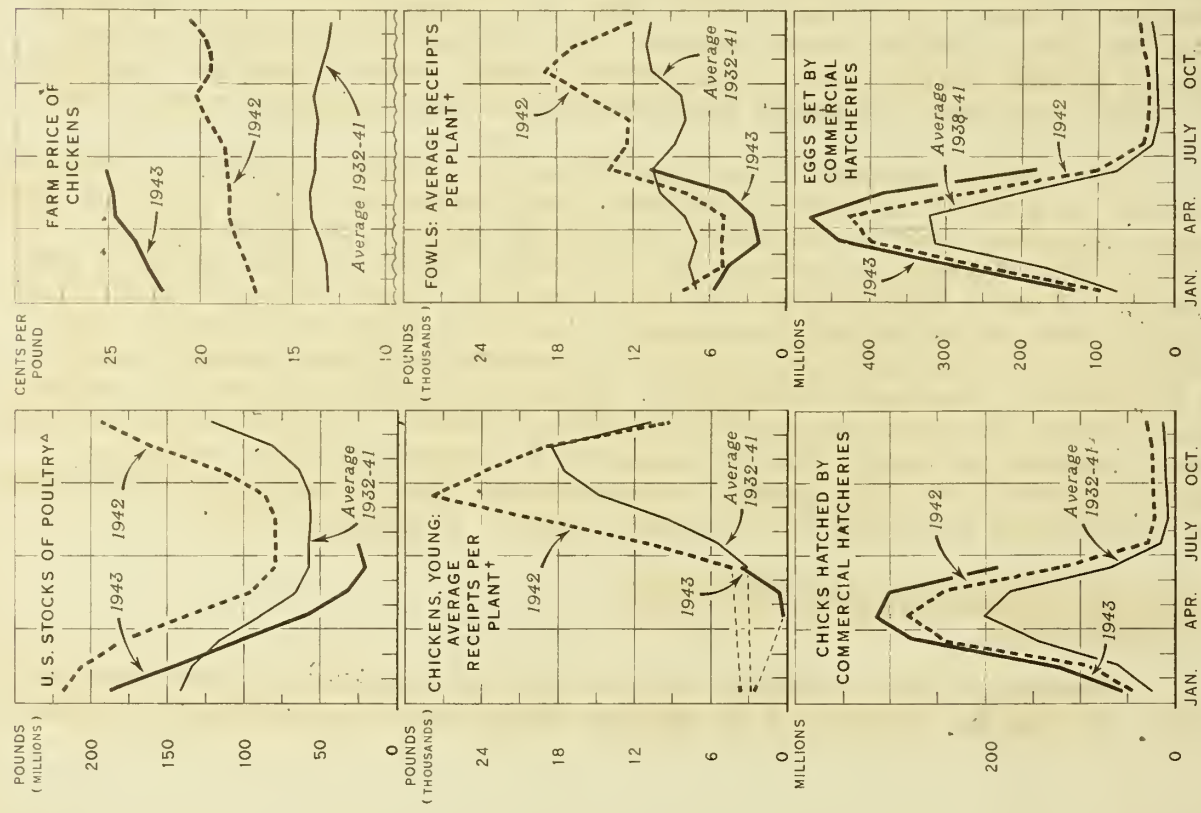 POUNDS
(MILLIONS)
U.S. STOCKS OF POULTRY△
200
150
100
50
0
1943
1942
Average
1932-41
CENTS PER
POUND
FARM PRICE OF
CHICKENS
25
20
15
10
1943
1942
Average 1932-41
POUNDS
(THOUSANDS)
CHICKENS, YOUNG:
AVERAGE
RECEIPTS PER
PLANT†
24
18
12
6
0
1942
1943
Average
1932-41
POUNDS
(THOUSANDS)
FOWLS: AVERAGE RECEIPTS
PER PLANT†
24
18
12
6
0
1942
Average
1932-41
1943
MILLIONS
CHICKS HATCHED BY
COMMERCIAL HATCHERIES
200
0
1942
Average
1932-41
1943
JAN. APR. JULY OCT.
MILLIONS
EGGS SET BY
COMMERCIAL
HATCHERIES
400
300
200
100
0
1943
Average
1938-41
1942
JAN. APR. JULY OCT.